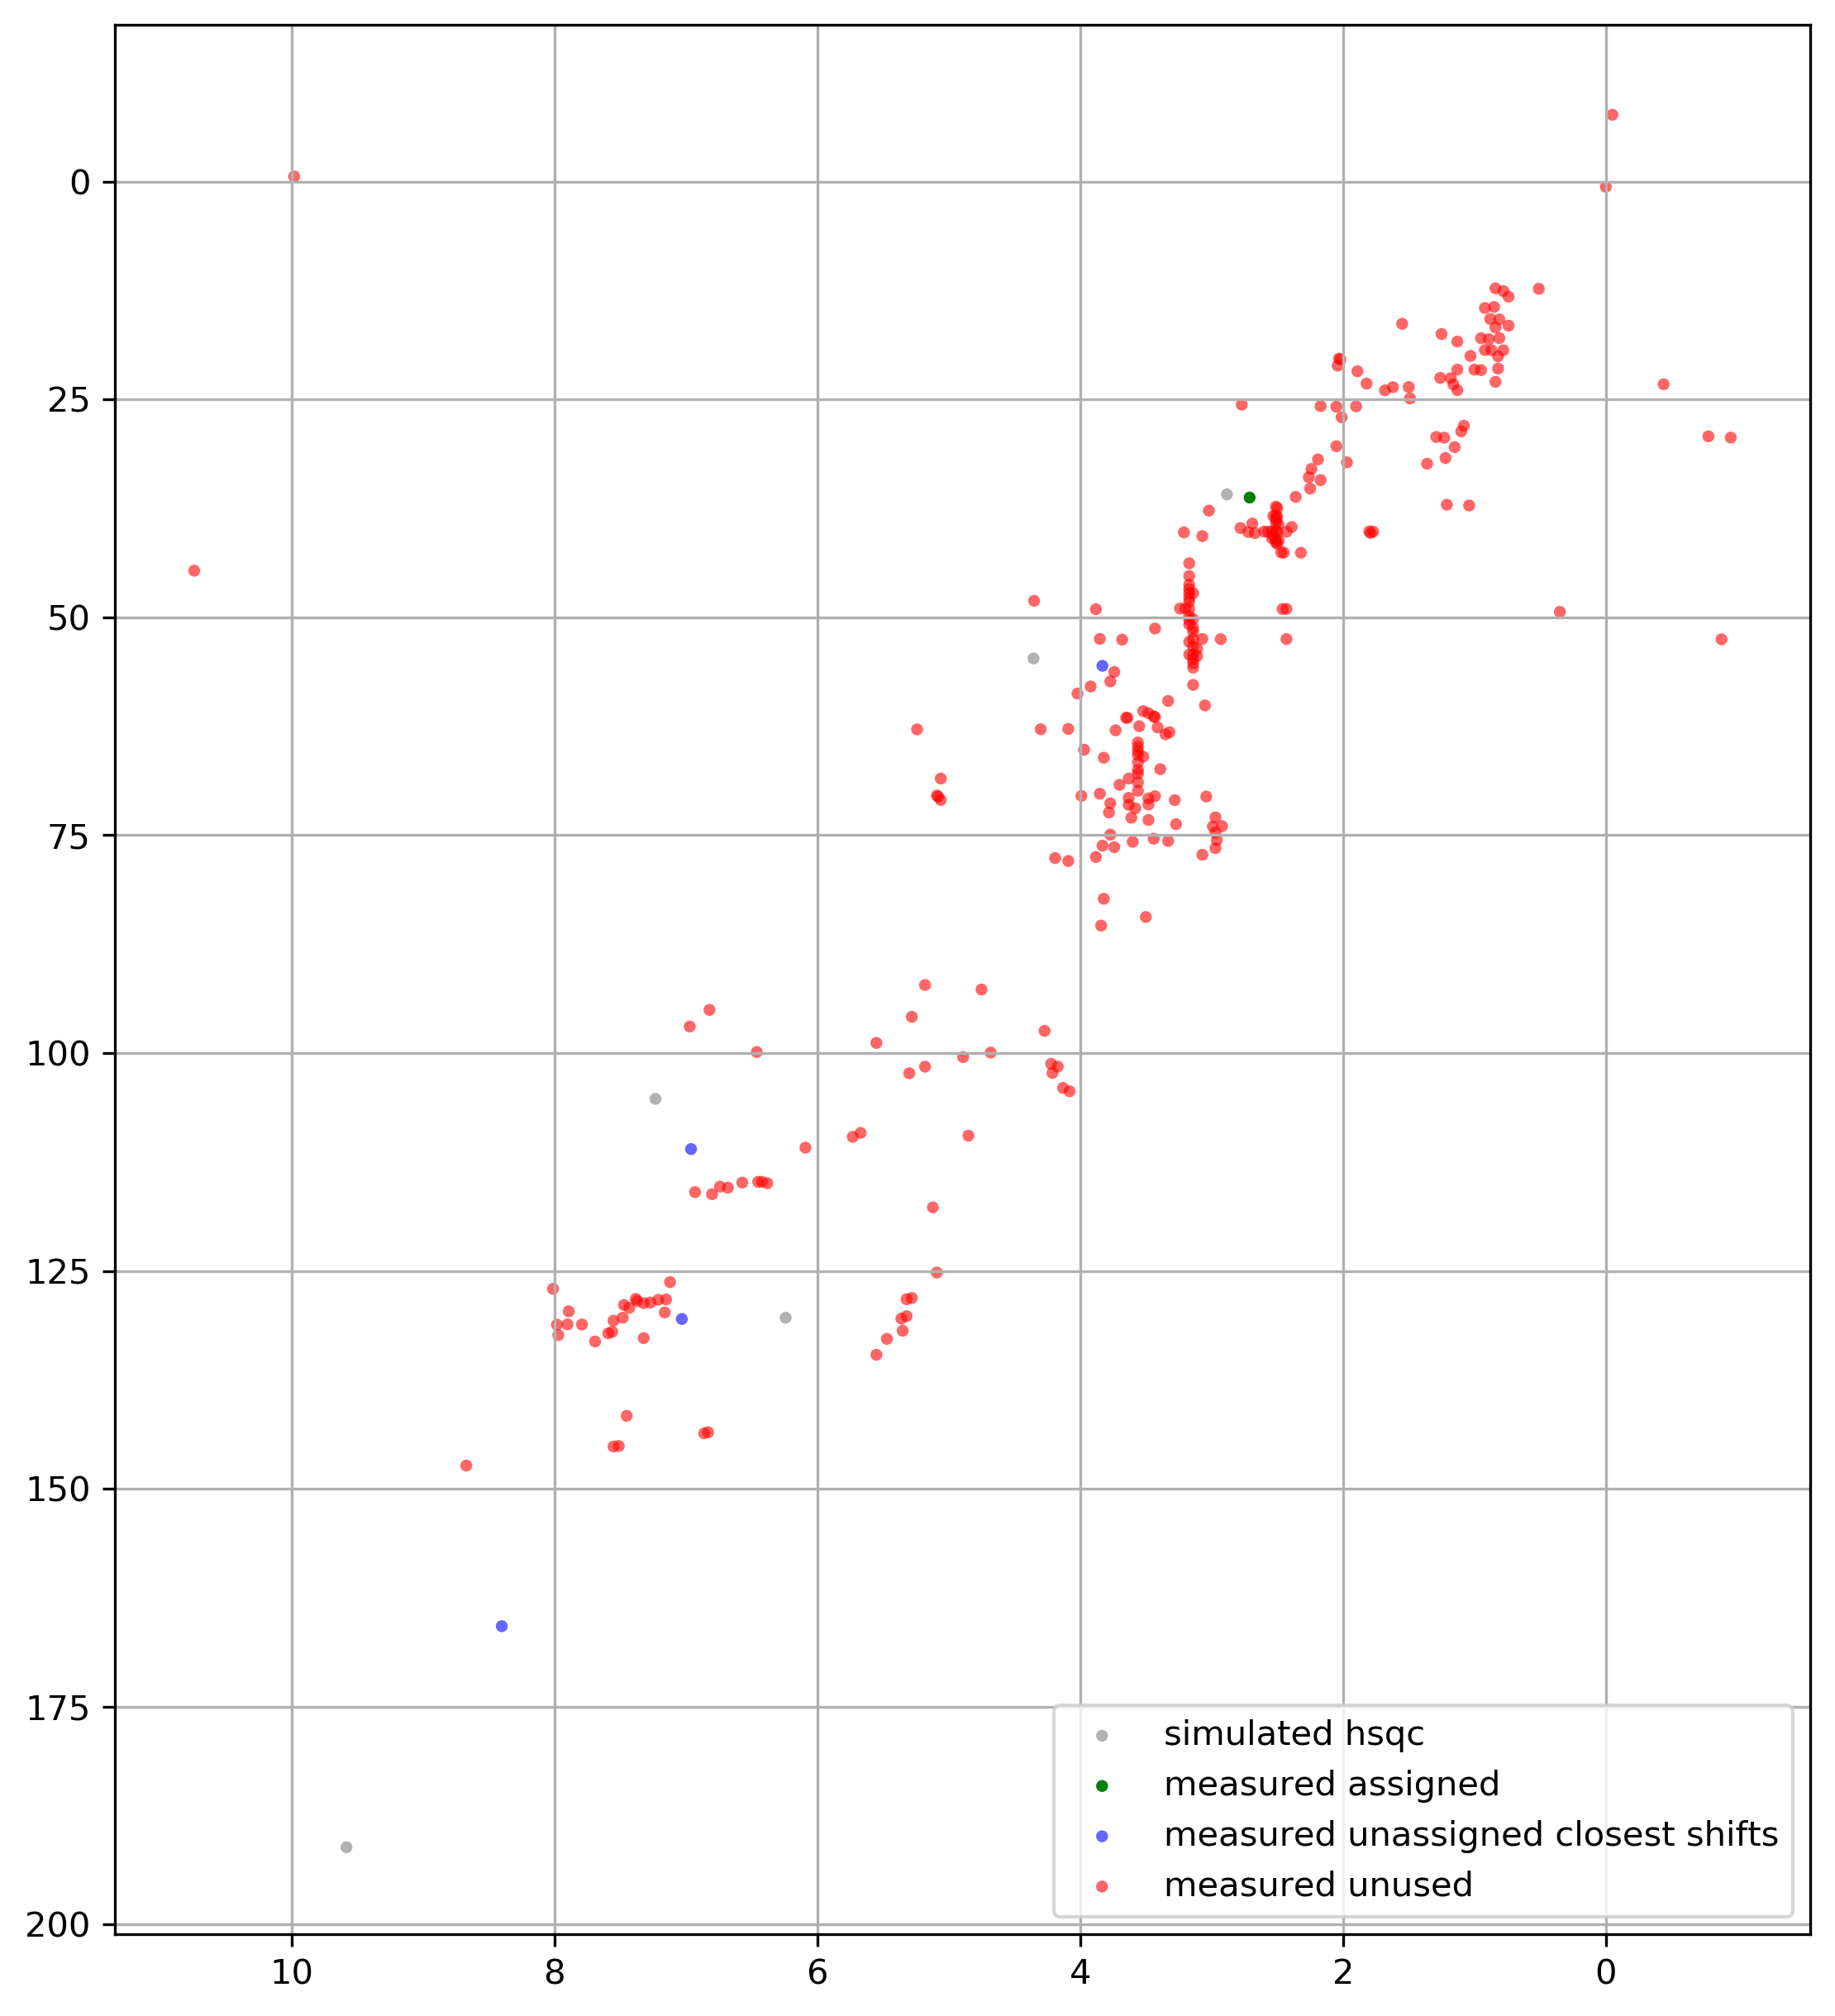 0
25
50
75
100
125
150
175
200
simulated hsqc
measured assigned
measured unassigned closest shifts
measured unused
10 8 6 4 2 0